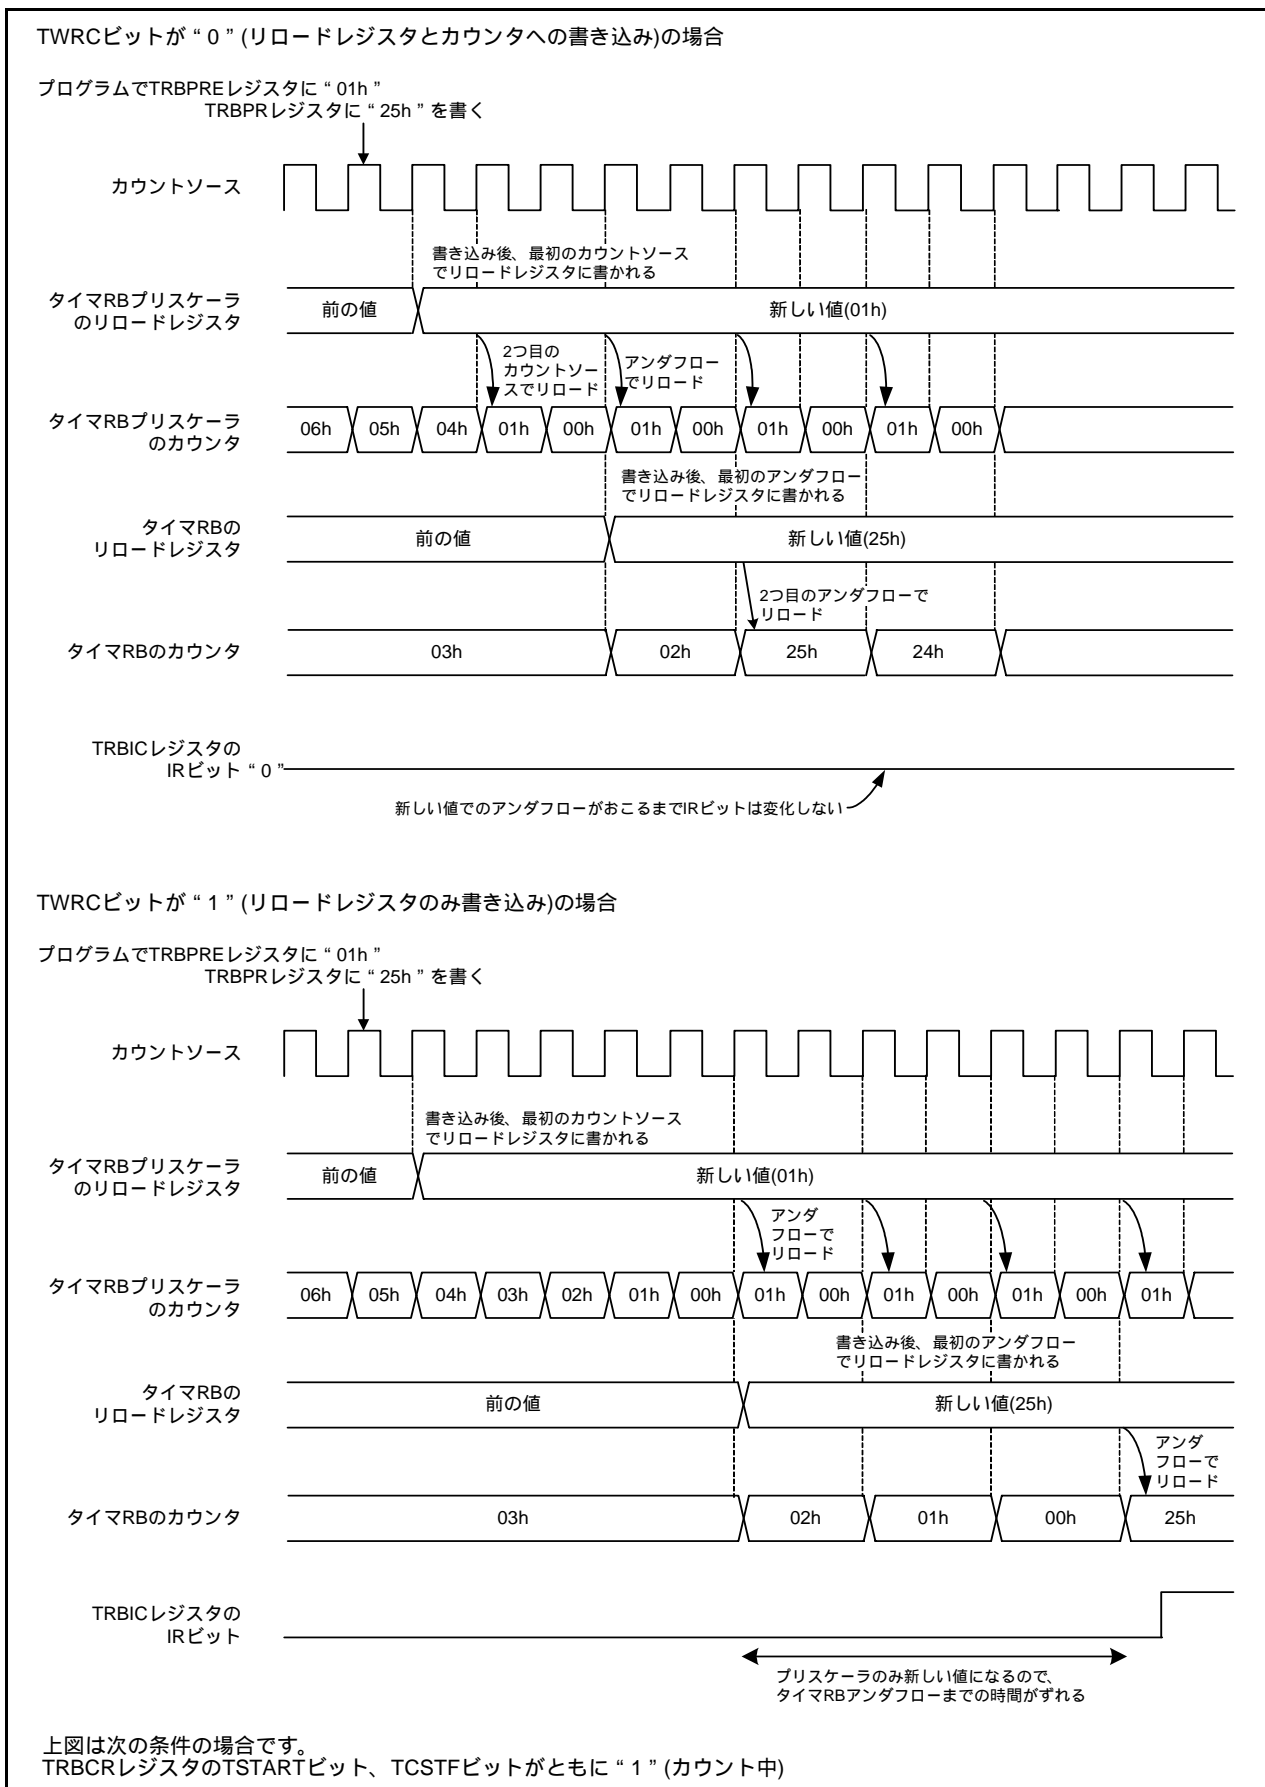 TWRCビットが“0”(リロードレジスタとカウンタへの書き込み)の場合
プログラムでTRBPREレジスタに“01h”
TRBPRレジスタに“25h”を書く
カウントソース
書き込み後、最初のカウントソース
でリロードレジスタに書かれる
タイマRBプリスケーラ
のリロードレジスタ
前の値
新しい値(01h)
2つ目の
カウントソー
スでリロード
アンダフロー
でリロード
タイマRBプリスケーラ
のカウンタ
06h 05h 04h 01h 00h 01h 00h 01h 00h 01h 00h
書き込み後、最初のアンダフロー
でリロードレジスタに書かれる
タイマRBの
リロードレジスタ
前の値
新しい値(25h)
2つ目のアンダフローで
リロード
タイマRBのカウンタ
03h 02h 25h 24h
TRBICレジスタの
IRビット“0”
新しい値でのアンダフローがおこるまでIRビットは変化しない
TWRCビットが“1”(リロードレジスタのみ書き込み)の場合
プログラムでTRBPREレジスタに“01h”
TRBPRレジスタに“25h”を書く
カウントソース
書き込み後、最初のカウントソース
でリロードレジスタに書かれる
タイマRBプリスケーラ
のリロードレジスタ
前の値
新しい値(01h)
アンダ
フローで
リロード
タイマRBプリスケーラ
のカウンタ
06h 05h 04h 03h 02h 01h 00h 01h 00h 01h 00h 01h 00h 01h
書き込み後、最初のアンダフロー
でリロードレジスタに書かれる
タイマRBの
リロードレジスタ
前の値
新しい値(25h)
アンダ
フローで
リロード
タイマRBのカウンタ
03h 02h 01h 00h 25h
TRBICレジスタの
IRビット
プリスケーラのみ新しい値になるので、
タイマRBアンダフローまでの時間がずれる
上図は次の条件の場合です。
TRBCRレジスタのTSTARTビット、TCSTFビットがともに“1”(カウント中)